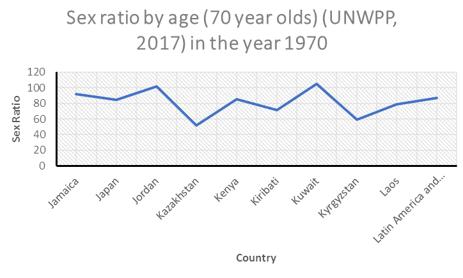 Sex ratio by age (70 year olds) (UNWPP,
2017) in the year 1970
120
100
80
60
40
20
0
Sex Ratio
Jamaica
Japan
Jordan
Kazakhstan
Kenya
Kiribati
Kuwait
Kyrgyzstan
Laos
Latin America and...
Country